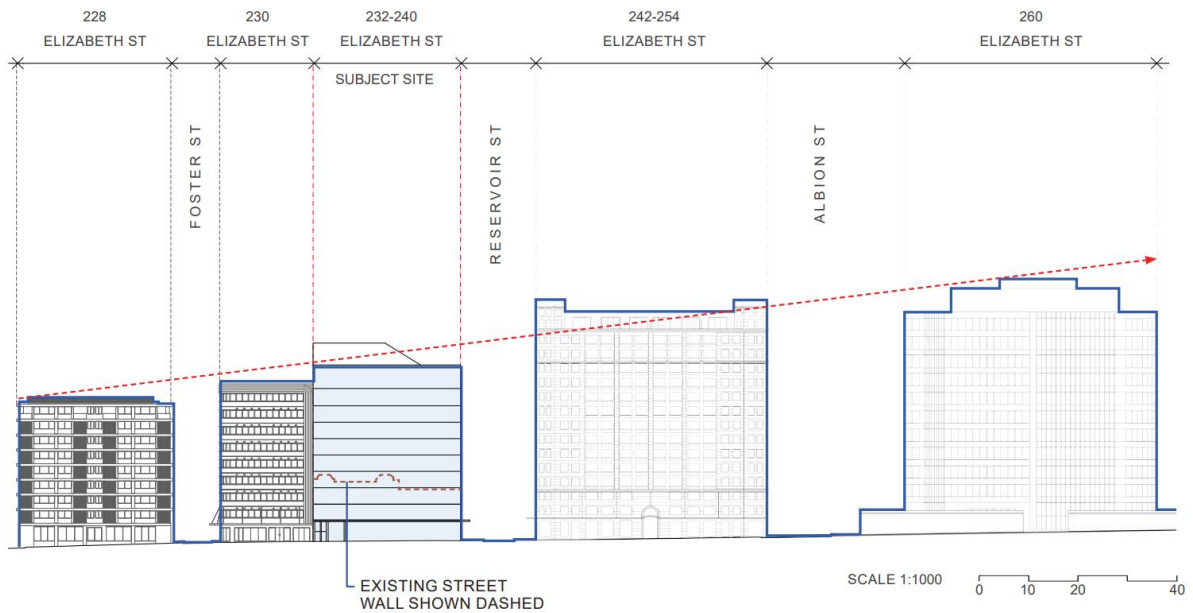 228
ELIZABETH ST
230
ELIZABETH ST
232-240
ELIZABETH ST
242-254
ELIZABETH ST
260
ELIZABETH ST
SUBJECT SITE
FOSTER ST
RESERVOIR ST
ALBION ST
EXISTING STREET
WALL SHOWN DASHED
SCALE 1:1000
0 10 20 40